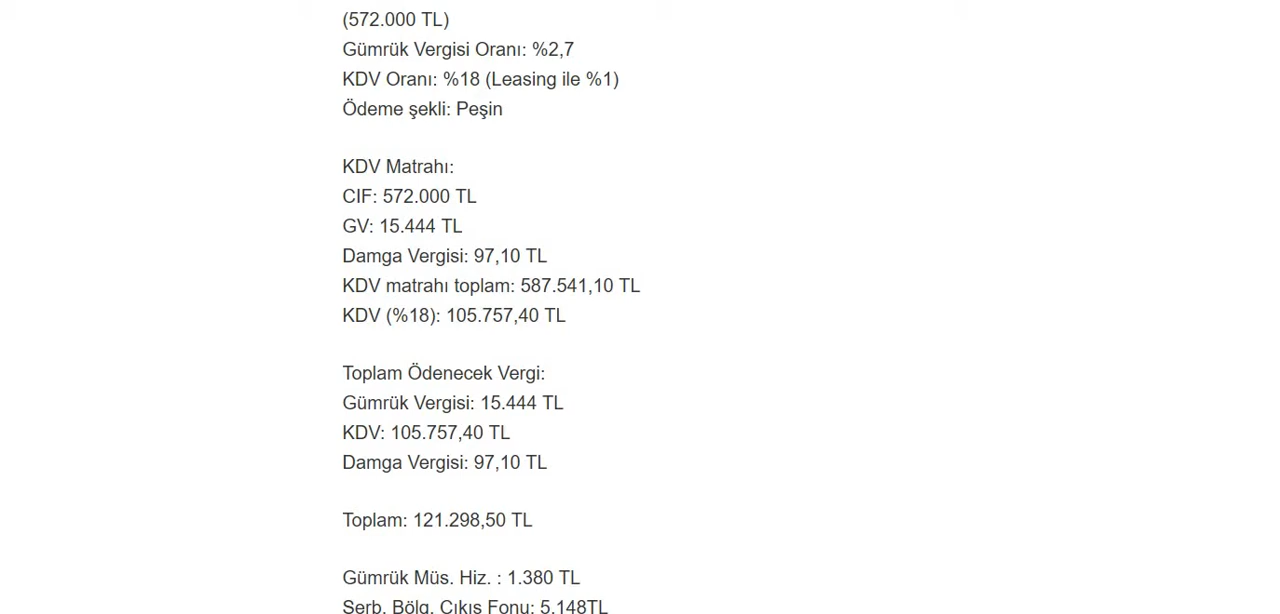 (572.000 TL)
Gümrük Vergisi Oranı: %2,7
KDV Oranı: %18 (Leasing ile %1)
Ödeme şekli: Peşin
KDV Matrahı:
CIF: 572.000 TL
GV: 15.444 TL
Damga Vergisi: 97,10 TL
KDV matrahı toplam: 587.541,10 TL
KDV (%18): 105.757,40 TL
Toplam Ödenecek Vergi:
Gümrük Vergisi: 15.444 TL
KDV: 105.757,40 TL
Damga Vergisi: 97,10 TL
Toplam: 121.298,50 TL
Gümrük Müs. Hiz. : 1.380 TL
Serb. Bölg. Çıkış Fonu: 5.148TL